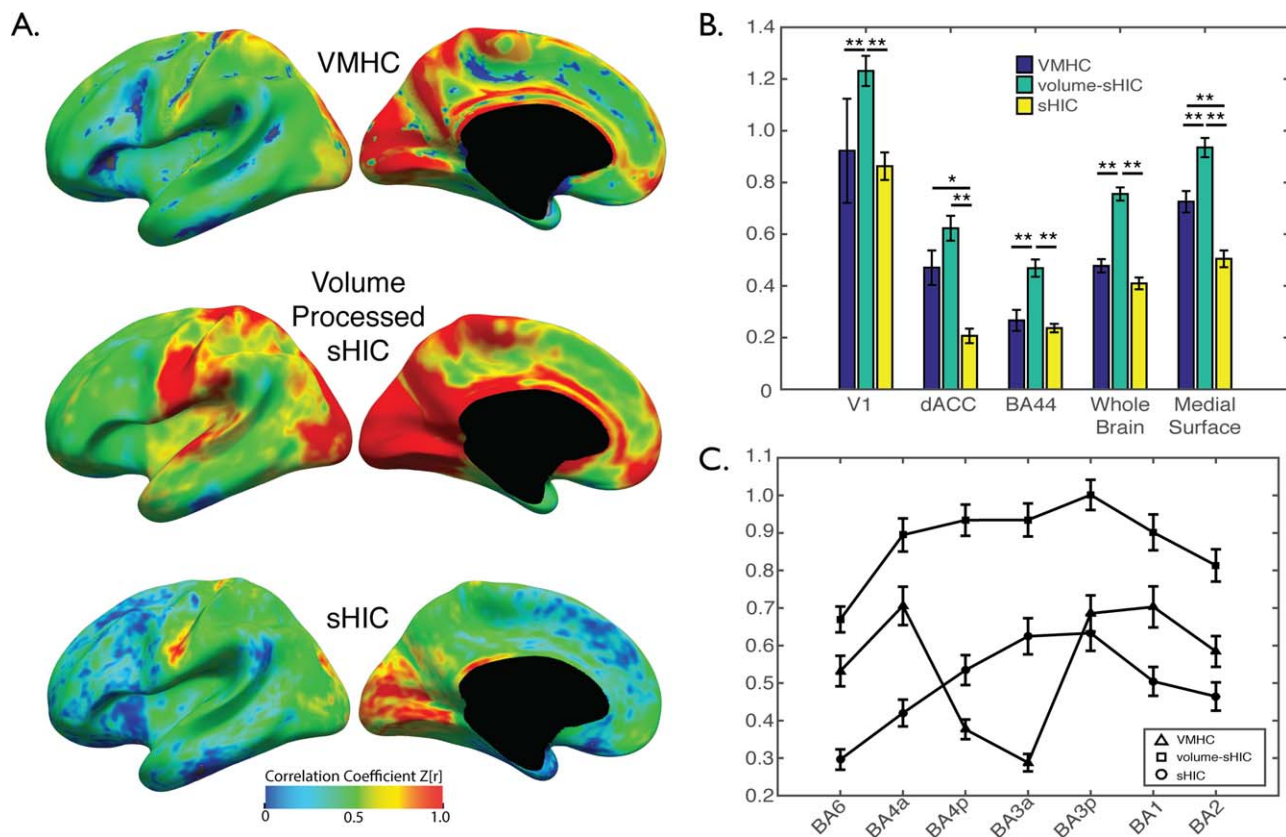 A.
VMHC
Volume
Processed
sHIC
sHIC
Correlation Coefficient Z[r]
0 0.5 1.0
B.
1.4
1.2
1.0
0.8
0.6
0.4
0.2
0
VMHC
volume-sHIC
sHIC
** **
* 
**
** **
** **
**
** **
V1 dACC BA44 Whole Medial
Brain Surface
C.
1.1
1.0
0.9
0.8
0.7
0.6
0.5
0.4
0.3
0.2
VMHC
volume-sHIC
sHIC
BA6 BA4a BA4p BA3a BA3p BA1 BA2